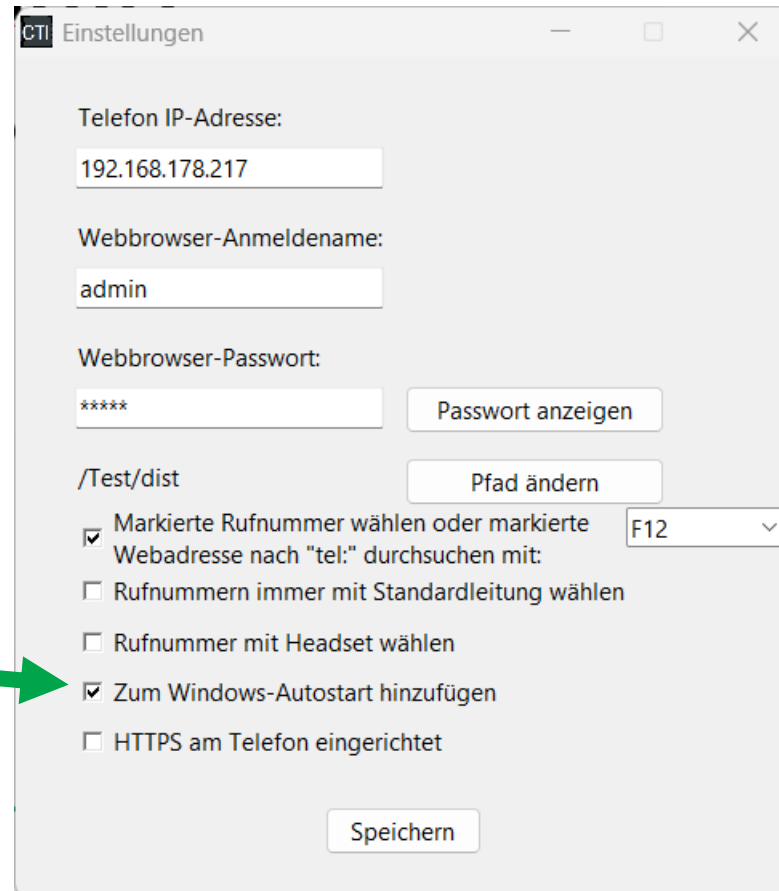 CTI Einstellungen
Telefon IP-Adresse:
192.168.178.217
Webbrowser-Anmeldename:
admin
Webbrowser-Passwort:
*****
Passwort anzeigen
/Test/dist
Pfad ändern
Markierte Rufnummer wählen oder markierte
Webadresse nach "tel:" durchsuchen mit:
F12
Rufnummern immer mit Standardleitung wählen
Rufnummer mit Headset wählen
Zum Windows-Autostart hinzufügen
HTTPS am Telefon eingerichtet
Speichern